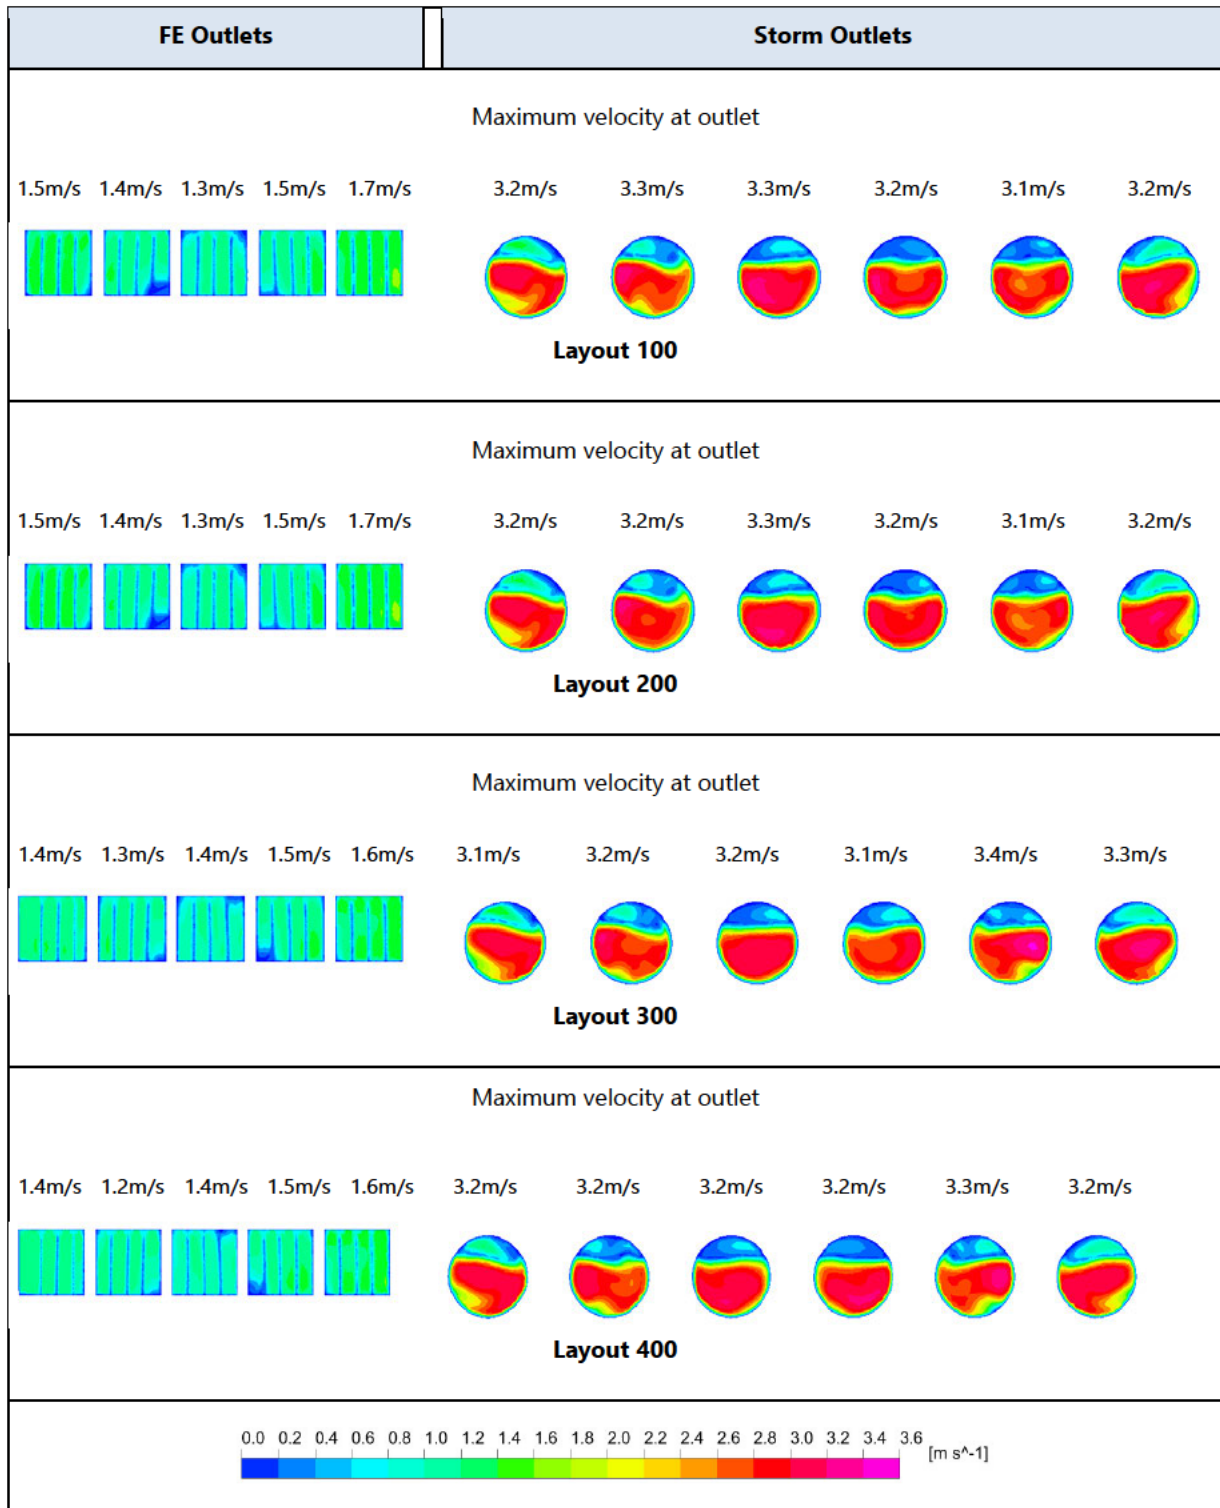 FE Outlets Storm Outlets
Maximum velocity at outlet
1.5m/s 1.4m/s 1.3m/s 1.5m/s 1.7m/s 3.2m/s 3.3m/s 3.3m/s 3.2m/s 3.1m/s 3.2m/s
Layout 100
Maximum velocity at outlet
1.5m/s 1.4m/s 1.3m/s 1.5m/s 1.7m/s 3.2m/s 3.2m/s 3.3m/s 3.2m/s 3.1m/s 3.2m/s
Layout 200
Maximum velocity at outlet
1.4m/s 1.3m/s 1.4m/s 1.5m/s 1.6m/s 3.1m/s 3.2m/s 3.2m/s 3.1m/s 3.4m/s 3.3m/s
Layout 300
Maximum velocity at outlet
1.4m/s 1.2m/s 1.4m/s 1.5m/s 1.6m/s 3.2m/s 3.2m/s 3.2m/s 3.2m/s 3.3m/s 3.2m/s
Layout 400
0.0 0.2 0.4 0.6 0.8 1.0 1.2 1.4 1.6 1.8 2.0 2.2 2.4 2.6 2.8 3.0 3.2 3.4 3.6
[m s^-1]